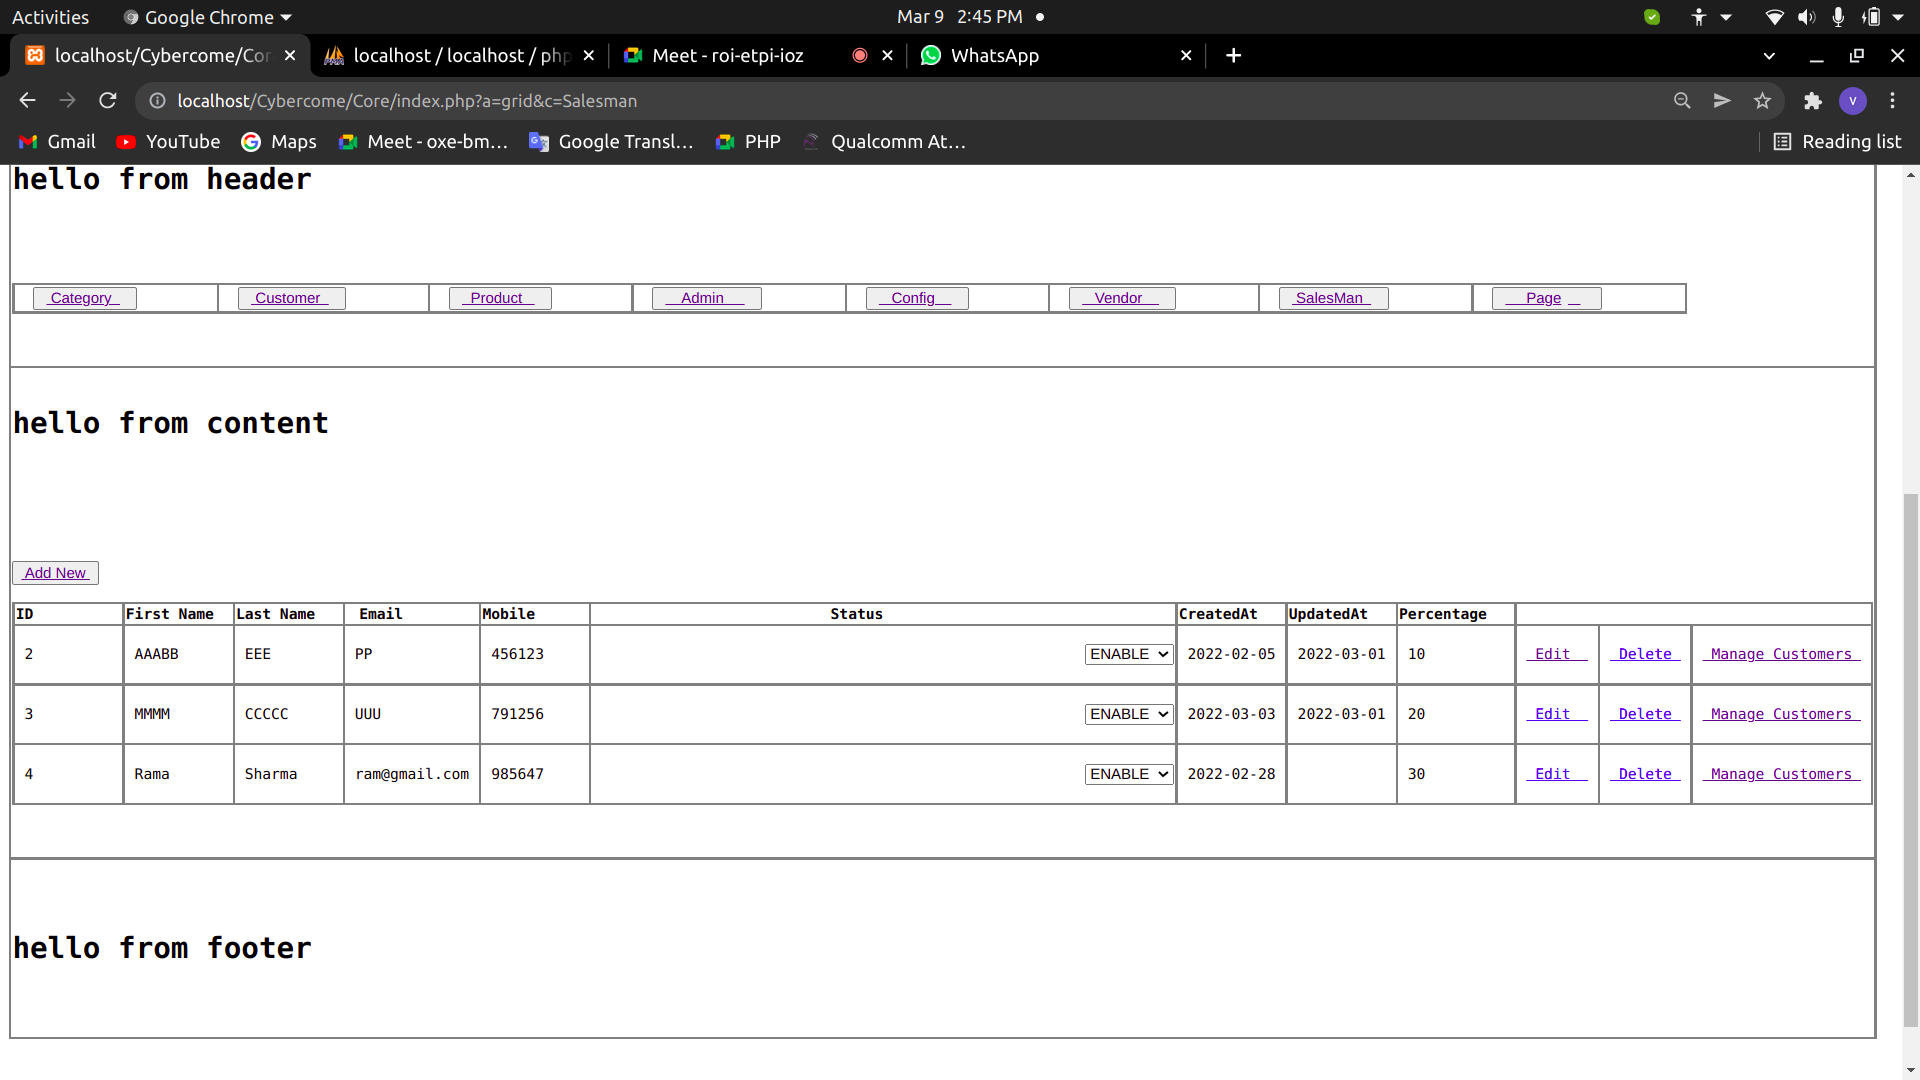 Activities Google Chrome Mar 9 2:45 PM
localhost/Cybercome/Cor localhost / localhost / php Meet - roi-etpi-ioz WhatsApp
localhost/Cybercome/Core/index.php?a=grid&c=Salesman V
Gmail YouTube Maps Meet - oxe-bm... Google Transl... PHP Qualcomm At... Reading list
hello from header
Category Customer Product Admin Config Vendor SalesMan Page
hello from content
Add New
ID First Name Last Name Email Mobile Status CreatedAt UpdatedAt Percentage
2 AAABB EEE PP 456123 ENABLE 2022-02-05 2022-03-01 10 Edit Delete Manage Customers
3 MMMM CCCCC UUU 791256 ENABLE 2022-03-03 2022-03-01 20 Edit Delete Manage Customers
4 Rama Sharma ram@gmail.com 985647 ENABLE 2022-02-28 30 Edit Delete Manage Customers
hello from footer